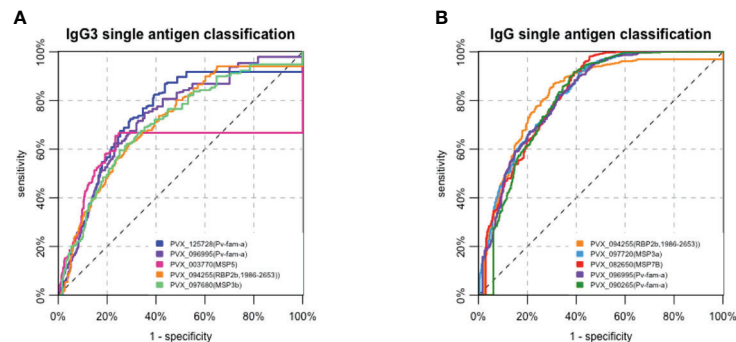 A
IgG3 single antigen classification
100%
80%
60%
40%
20%
0%
sensitivity
PVX_125728(Pv-fam-a)
PVX_096995(Pv-fam-a)
PVX_003770(MSP5)
PVX_094255(RBP2b,1986-2653))
PVX_097680(MSP3b)
0% 20% 40% 60% 80% 100%
1 - specificity
B
IgG single antigen classification
100%
80%
60%
40%
20%
0%
sensitivity
PVX_094255(RBP2b,1986-2653))
PVX_097720(MSP3a)
PVX_082650(MSP7B)
PVX_096995(Pv-fam-a)
PVX_090265(Pv-fam-a)
0% 20% 40% 60% 80% 100%
1 - specificity